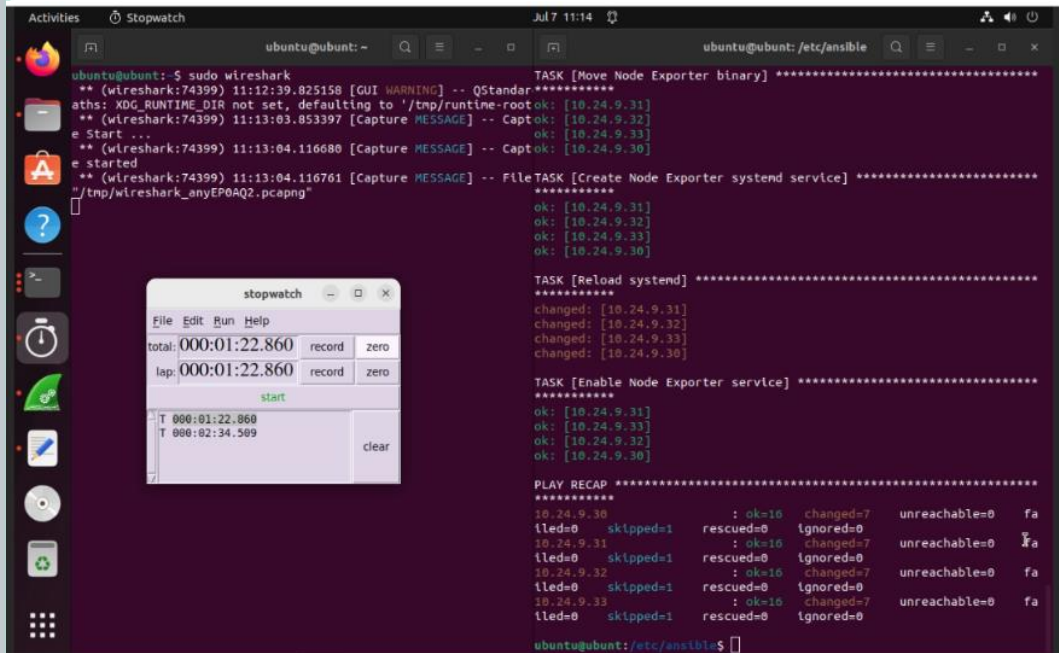 Activities Stopwatch Jul 7 11:14
ubuntu@ubunt: ~
ubuntu@ubunt:~$ sudo wireshark
** (wireshark:74399) 11:12:39.825158 [GUI WARNING] -- QStandar
aths: XDG_RUNTIME_DIR not set, defaulting to '/tmp/runtime-root
** (wireshark:74399) 11:13:03.853397 [Capture MESSAGE] -- Capt
e Start ...
** (wireshark:74399) 11:13:04.116680 [Capture MESSAGE] -- Capt
e started
** (wireshark:74399) 11:13:04.116761 [Capture MESSAGE] -- File
"/tmp/wireshark_anyEP0AQ2.pcapng"
stopwatch
File Edit Run Help
total: 000:01:22.860 record zero
lap: 000:01:22.860 record zero
start
T 000:01:22.860
T 000:02:34.509
clear
ubuntu@ubunt: /etc/ansible
TASK [Move Node Exporter binary] ************************************
***********
ok: [10.24.9.31]
ok: [10.24.9.32]
ok: [10.24.9.33]
ok: [10.24.9.30]
TASK [Create Node Exporter systemd service] *************************
***********
ok: [10.24.9.31]
ok: [10.24.9.32]
ok: [10.24.9.33]
ok: [10.24.9.30]
TASK [Reload systemd] ***********************************************
***********
changed: [10.24.9.31]
changed: [10.24.9.32]
changed: [10.24.9.33]
changed: [10.24.9.30]
TASK [Enable Node Exporter service] *********************************
***********
ok: [10.24.9.31]
ok: [10.24.9.33]
ok: [10.24.9.32]
ok: [10.24.9.30]
PLAY RECAP **********************************************************
***********
10.24.9.30 : ok=16 changed=7 unreachable=0 fa
iled=0 skipped=1 rescued=0 ignored=0
10.24.9.31 : ok=16 changed=7 unreachable=0 fa
iled=0 skipped=1 rescued=0 ignored=0
10.24.9.32 : ok=16 changed=7 unreachable=0 fa
iled=0 skipped=1 rescued=0 ignored=0
10.24.9.33 : ok=16 changed=7 unreachable=0 fa
iled=0 skipped=1 rescued=0 ignored=0
ubuntu@ubunt:/etc/ansible$